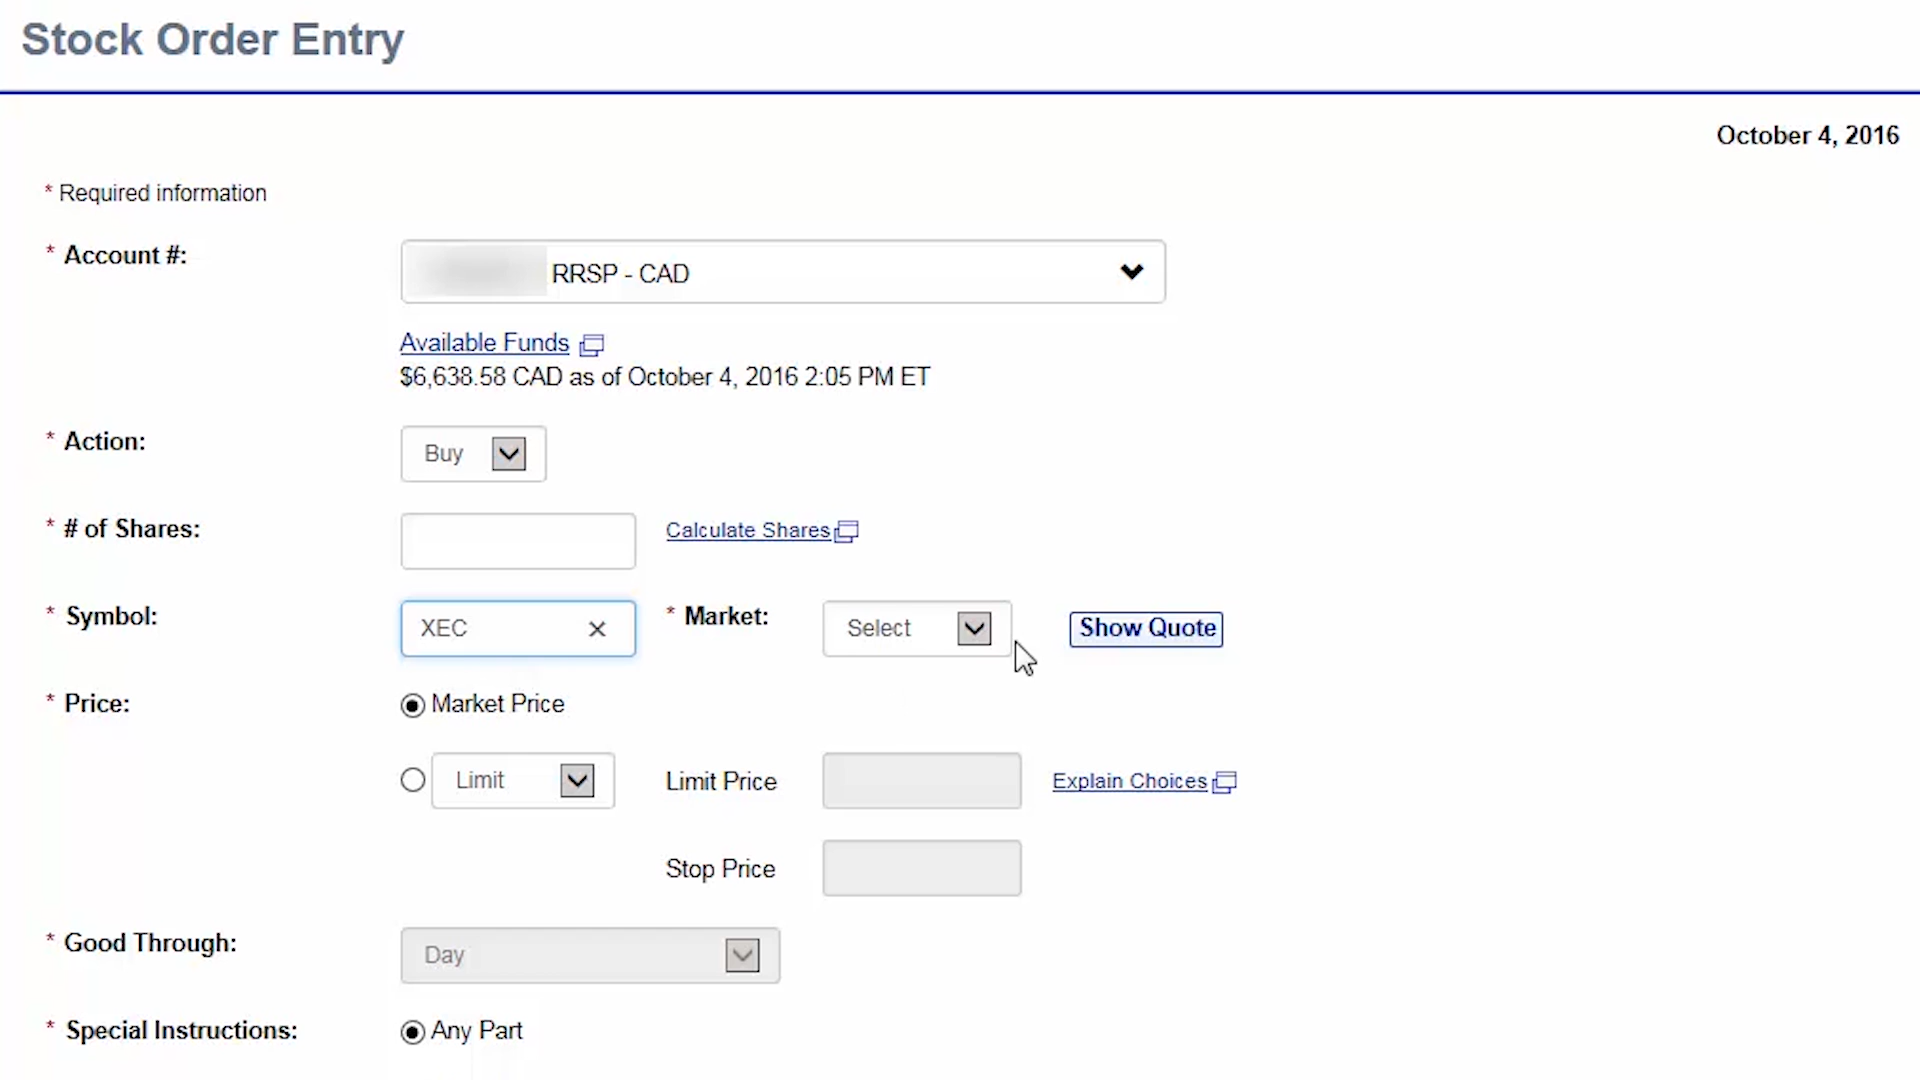 Stock Order Entry
October 4, 2016
* Required information
* Account #: RRSP - CAD
Available Funds
$6,638.58 CAD as of October 4, 2016 2:05 PM ET
* Action: Buy
* # of Shares: Calculate Shares
* Symbol: XEC * Market: Select Show Quote
* Price: Market Price
Limit Limit Price Explain Choices
Stop Price
* Good Through: Day
* Special Instructions: Any Part